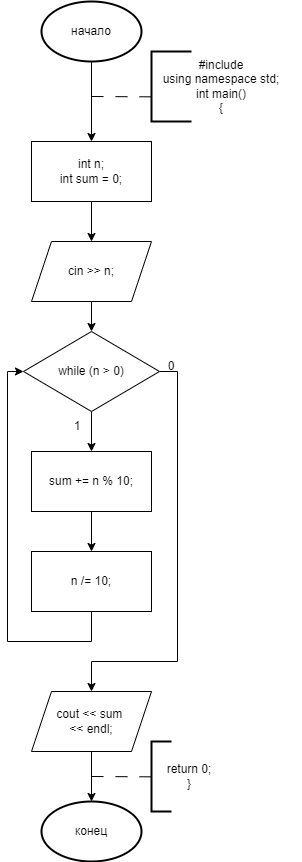 начало
#include
using namespace std;
int main()
{
int n;
int sum = 0;
cin >> n;
while (n > 0)
0
1
sum += n % 10;
n /= 10;
cout << sum
<< endl;
return 0;
}
конец